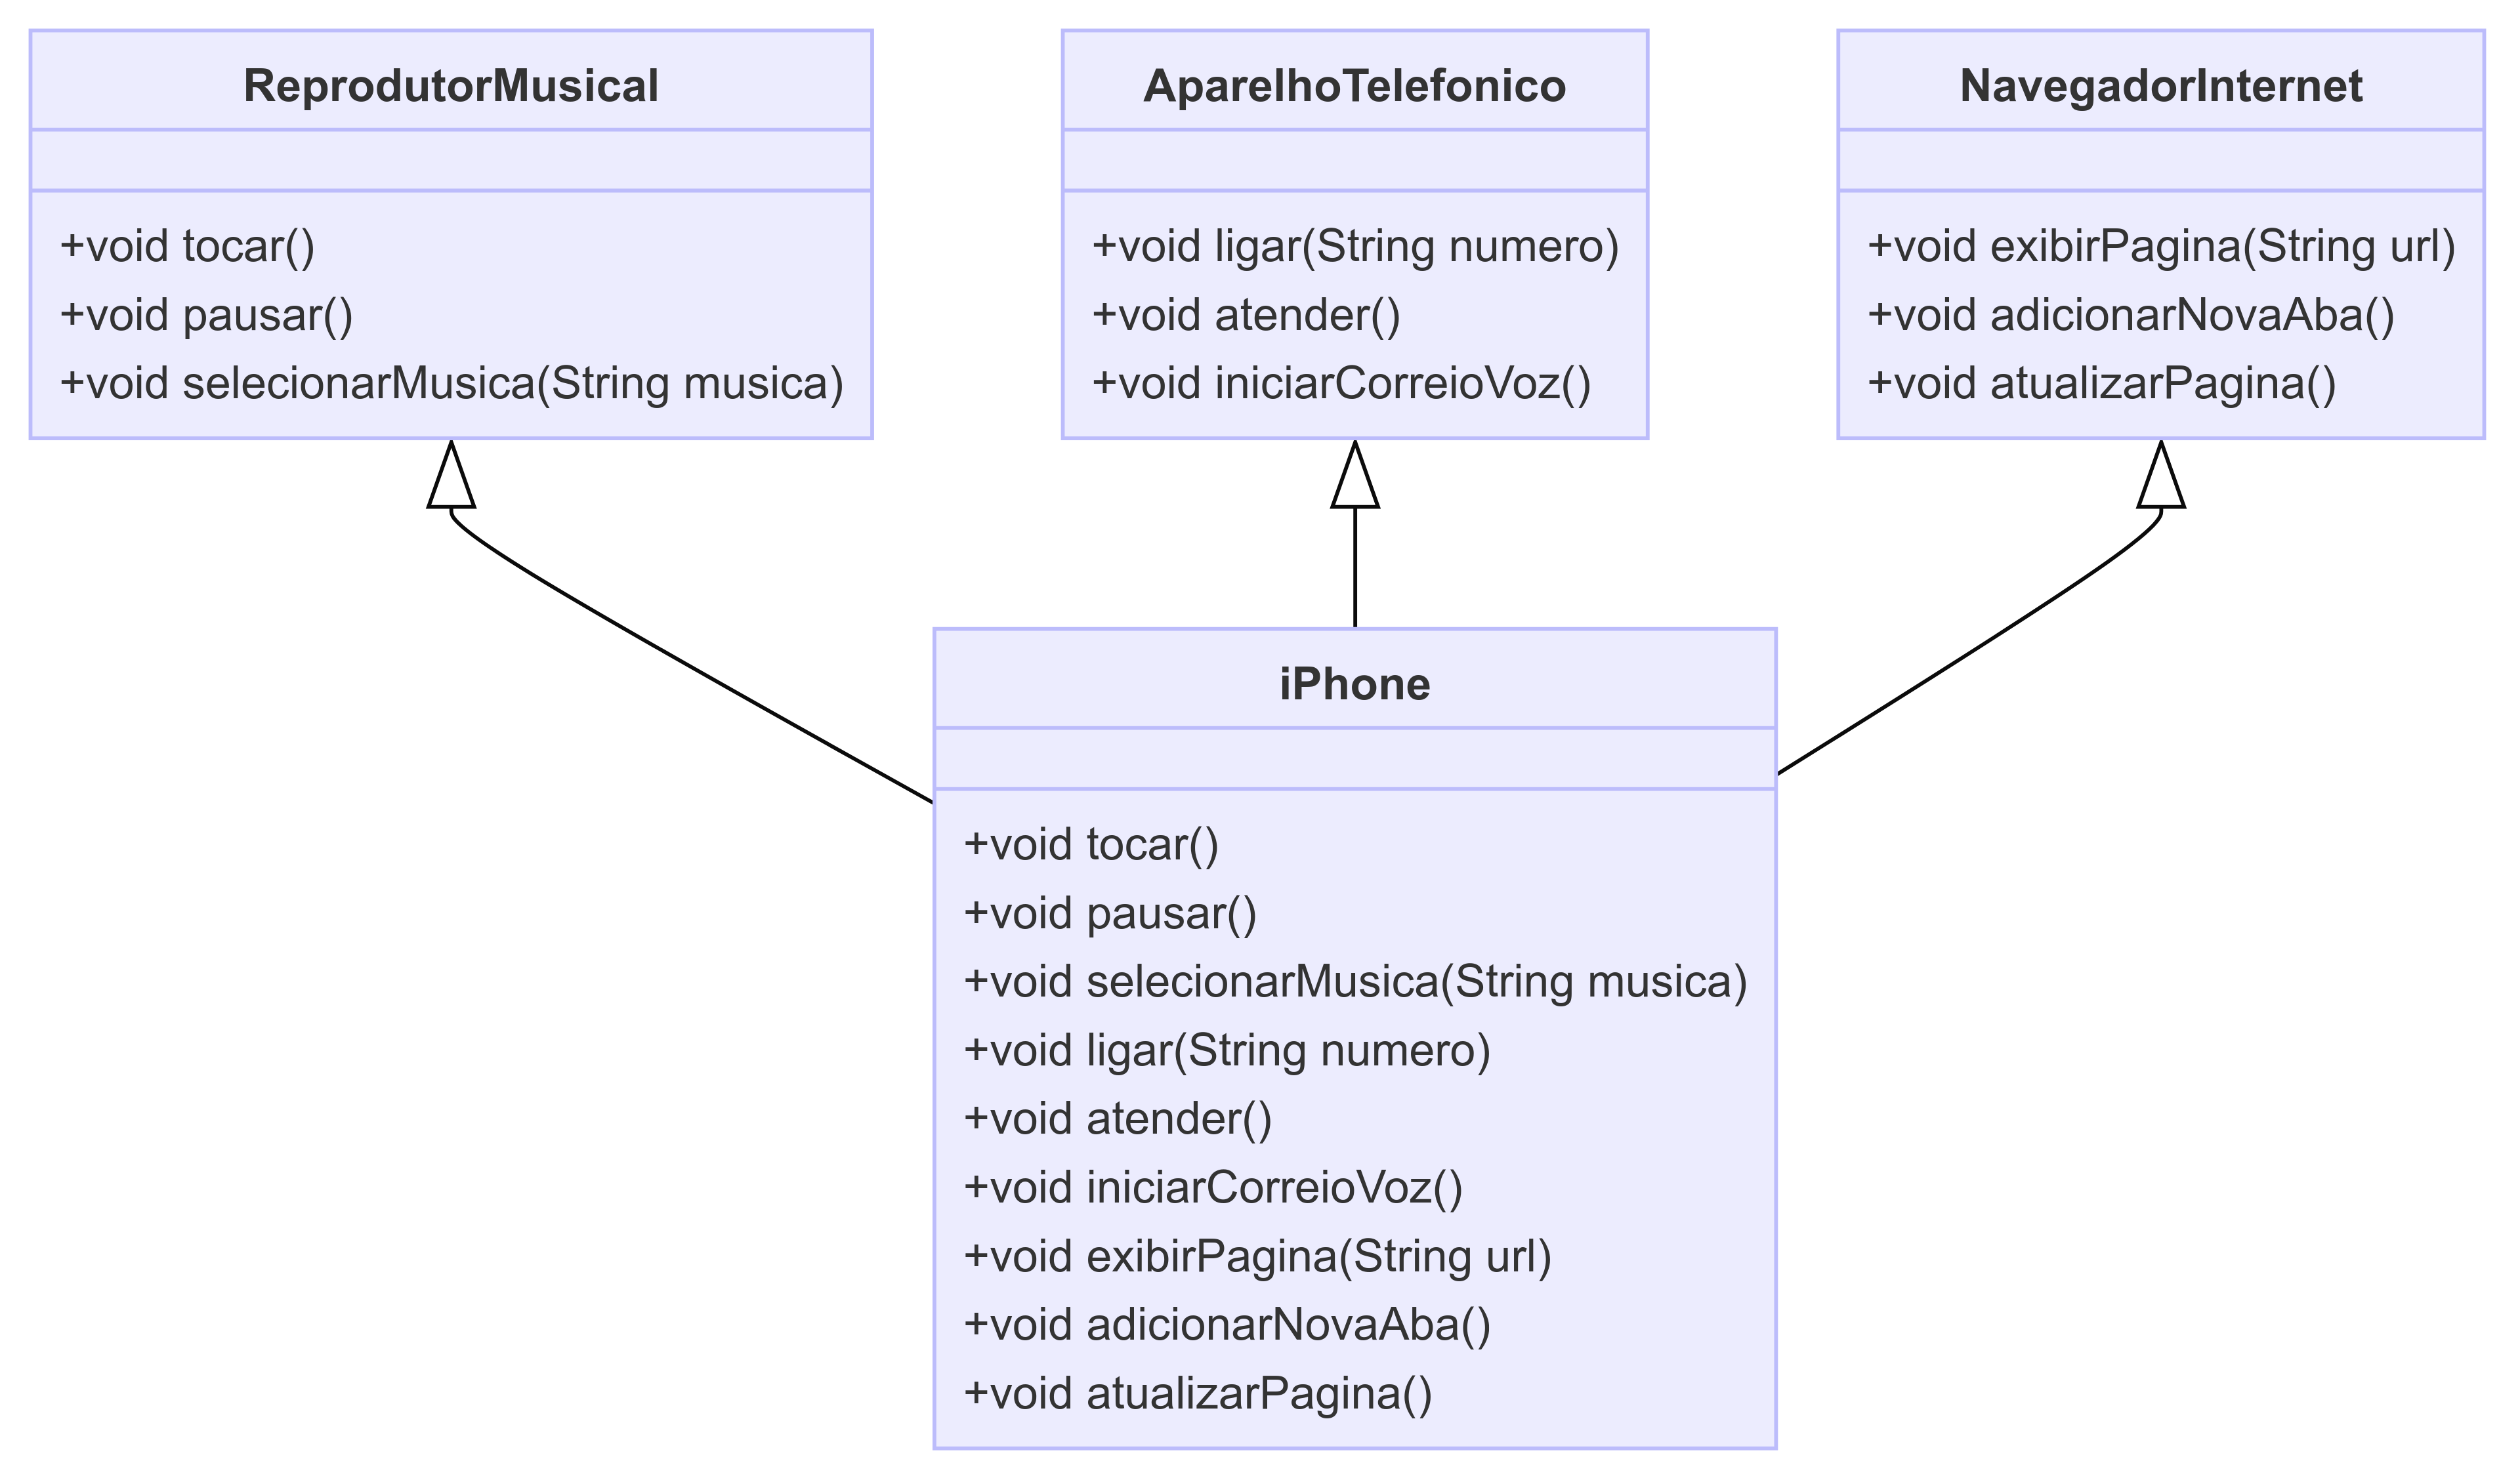 ReprodutorMusical
+void tocar()
+void pausar()
+void selecionarMusica(String musica)
AparelhoTelefonico
+void ligar(String numero)
+void atender()
+void iniciarCorreioVoz()
NavegadorInternet
+void exibirPagina(String url)
+void adicionarNovaAba()
+void atualizarPagina()
iPhone
+void tocar()
+void pausar()
+void selecionarMusica(String musica)
+void ligar(String numero)
+void atender()
+void iniciarCorreioVoz()
+void exibirPagina(String url)
+void adicionarNovaAba()
+void atualizarPagina()